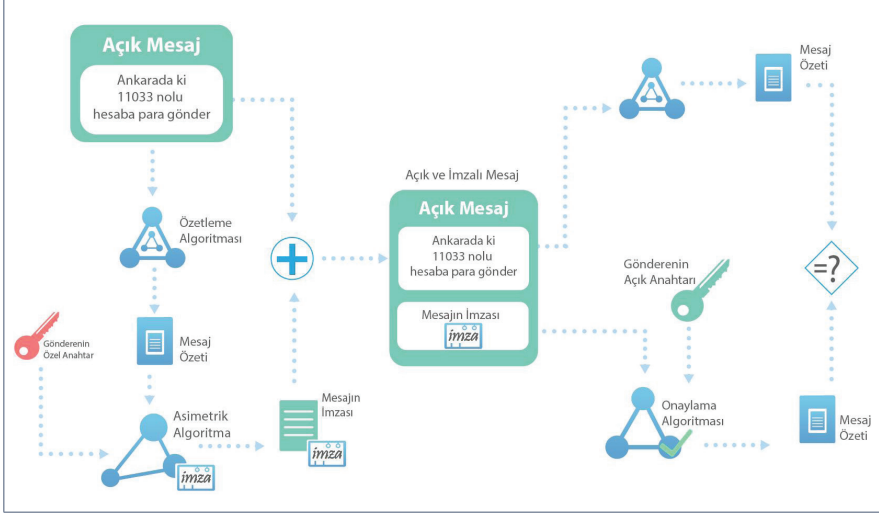 Açık Mesaj
Ankarada ki
11033 nolu
hesaba para gönder
Özetleme
Algoritması
Gönderenin
Özel Anahtar
Mesaj
Özeti
Asimetrik
Algoritma
imza
Mesajın
İmzası
imza
Açık ve İmzalı Mesaj
Açık Mesaj
Ankarada ki
11033 nolu
hesaba para gönder
Mesajın İmzası
imza
Mesaj
Özeti
Gönderenin
Açık Anahtarı
=?
Onaylama
Algoritması
Mesaj
Özeti